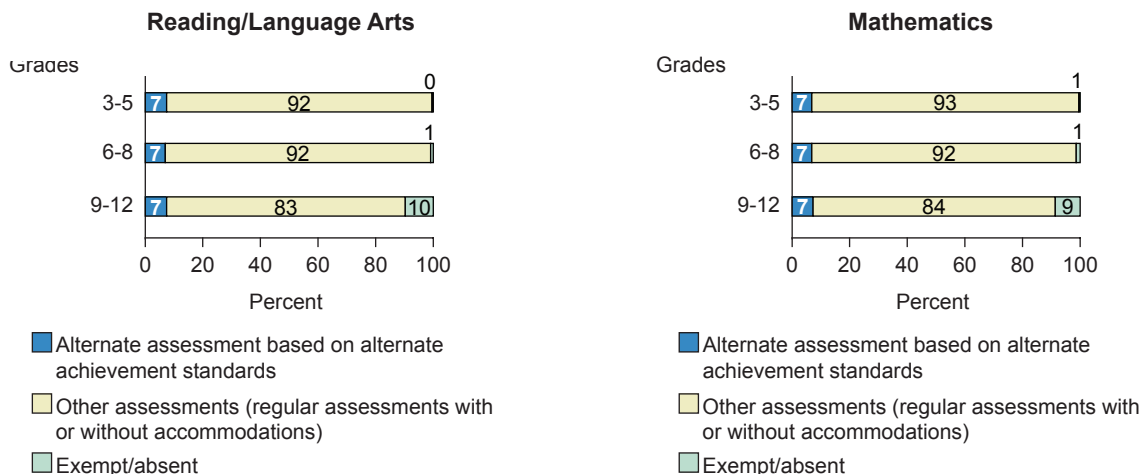 Reading/Language Arts
Grades
0
3-5 7 92
1
6-8 7 92
9-12 7 83 10
0 20 40 60 80 100
Percent
Alternate assessment based on alternate
achievement standards
Other assessments (regular assessments with
or without accommodations)
Exempt/absent
Mathematics
Grades
1
3-5 7 93
1
6-8 7 92
9-12 7 84 9
0 20 40 60 80 100
Percent
Alternate assessment based on alternate
achievement standards
Other assessments (regular assessments with
or without accommodations)
Exempt/absent